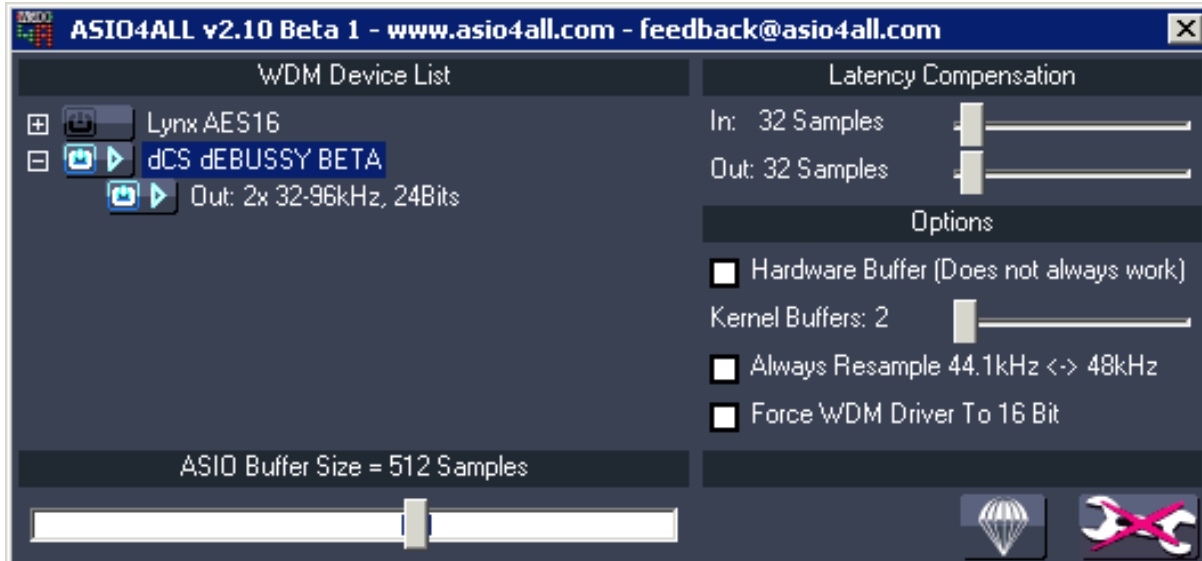 ASIO4ALL v2.10 Beta 1 - www.asio4all.com - feedback@asio4all.com
WDM Device List
Lynx AES16
dCS dEBUSSY BETA
Out: 2x 32-96kHz, 24Bits
Latency Compensation
In: 32 Samples
Out: 32 Samples
Options
Hardware Buffer (Does not always work)
Kernel Buffers: 2
Always Resample 44.1kHz <-> 48kHz
Force WDM Driver To 16 Bit
ASIO Buffer Size = 512 Samples